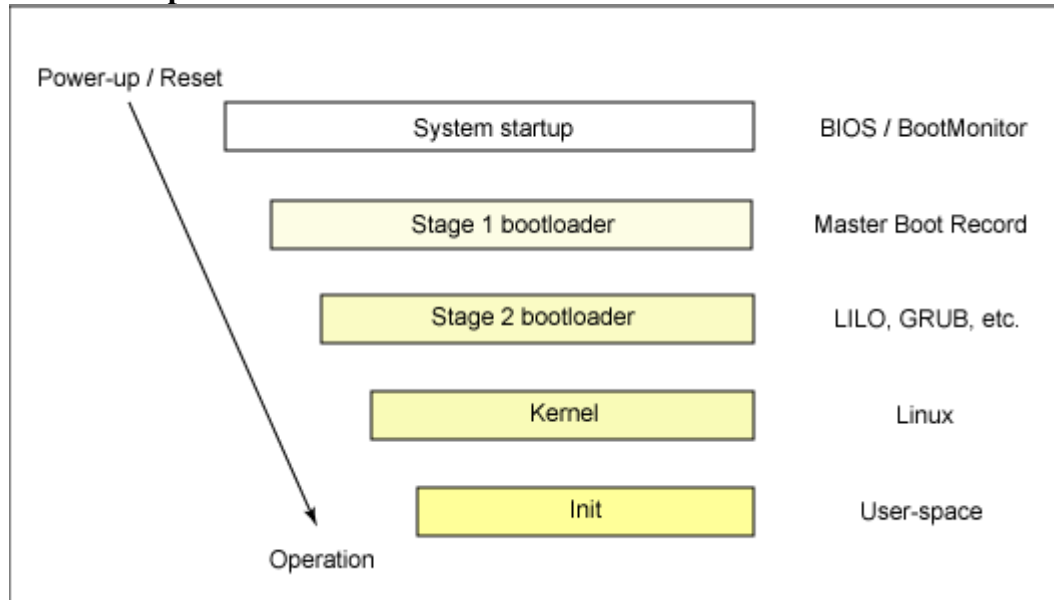 Power-up / Reset
System startup
BIOS / BootMonitor
Stage 1 bootloader
Master Boot Record
Stage 2 bootloader
LILO, GRUB, etc.
Kernel
Linux
Init
User-space
Operation